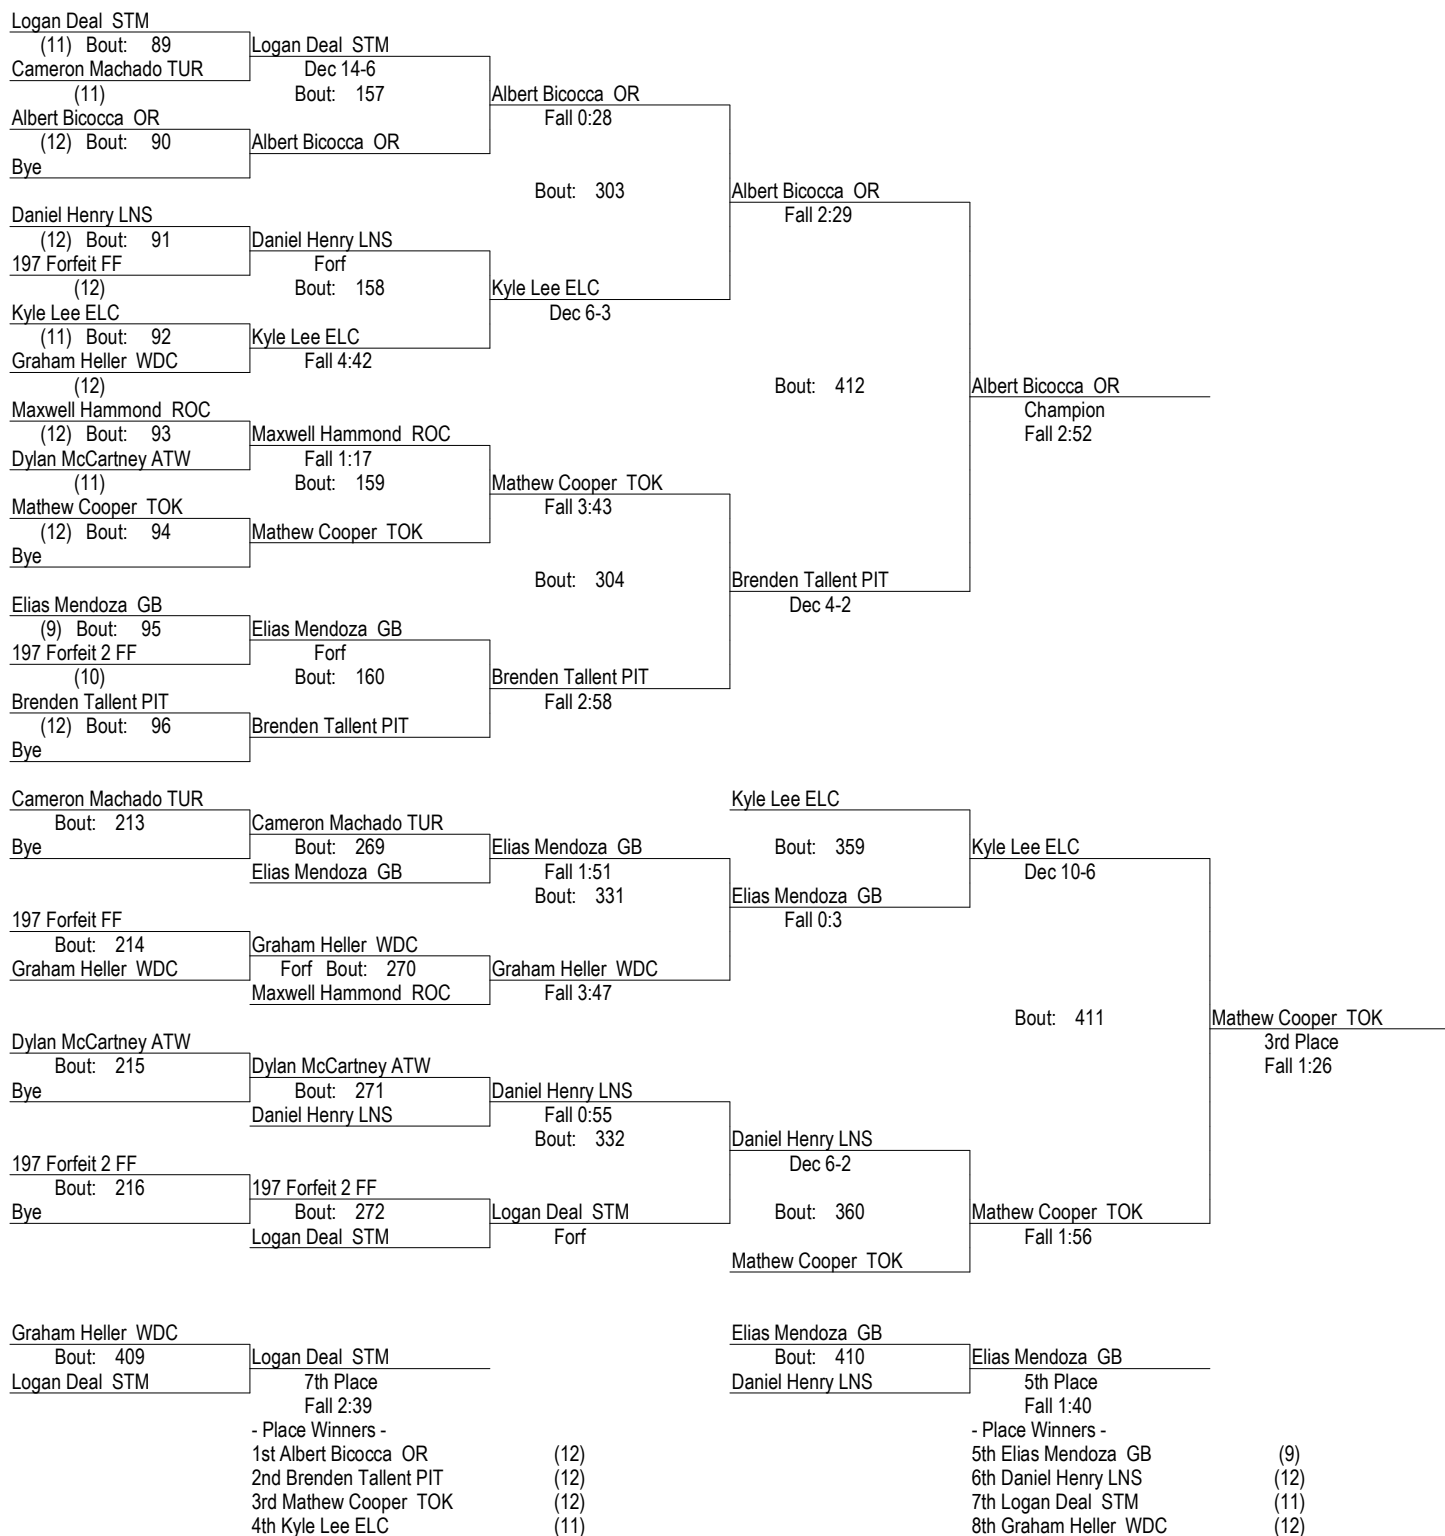 Logan Deal  STM
(11)  Bout:  89  Logan Deal  STM
Cameron Machado TUR  Dec 14-6
(11)  Bout:  157  Albert Bicocca  OR
Albert Bicocca  OR  Fall 0:28
(12)  Bout:  90  Albert Bicocca  OR
Bye
Bout:  303  Albert Bicocca  OR
Daniel Henry LNS  Fall 2:29
(12)  Bout:  91  Daniel Henry LNS
197 Forfeit FF  Forf
(12)  Bout:  158  Kyle Lee ELC
Kyle Lee ELC  Dec 6-3
(11)  Bout:  92  Kyle Lee ELC
Graham Heller  WDC  Fall 4:42
(12)  Bout:  412  Albert Bicocca  OR
Maxwell Hammond  ROC  Champion
(12)  Bout:  93  Maxwell Hammond  ROC  Fall 2:52
Dylan McCartney ATW  Fall 1:17
(11)  Bout:  159  Mathew Cooper  TOK
Mathew Cooper  TOK  Fall 3:43
(12)  Bout:  94  Mathew Cooper  TOK
Bye
Bout:  304  Brenden Tallent PIT
Elias Mendoza  GB  Dec 4-2
(9)  Bout:  95  Elias Mendoza  GB
197 Forfeit 2 FF  Forf
(10)  Bout:  160  Brenden Tallent PIT
Brenden Tallent PIT  Fall 2:58
(12)  Bout:  96  Brenden Tallent PIT
Bye
Cameron Machado TUR  Kyle Lee ELC
Bout:  213  Cameron Machado TUR
Bye  Bout:  269  Elias Mendoza  GB  Bout:  359  Kyle Lee ELC
Elias Mendoza  GB  Fall 1:51  Dec 10-6
Bout:  331  Elias Mendoza  GB
197 Forfeit FF  Fall 0:3
Bout:  214  Graham Heller  WDC
Graham Heller  WDC  Forf  Bout:  270  Graham Heller  WDC
Maxwell Hammond  ROC  Fall 3:47
Bout:  411  Mathew Cooper  TOK
Dylan McCartney ATW  3rd Place
Bout:  215  Dylan McCartney ATW  Fall 1:26
Bye  Bout:  271  Daniel Henry LNS
Daniel Henry LNS  Fall 0:55
Bout:  332  Daniel Henry LNS
197 Forfeit 2 FF  Dec 6-2
Bout:  216  197 Forfeit 2 FF
Bye  Bout:  272  Logan Deal  STM  Bout:  360  Mathew Cooper  TOK
Logan Deal  STM  Forf  Fall 1:56
Mathew Cooper  TOK
Graham Heller  WDC  Elias Mendoza  GB
Bout:  409  Logan Deal  STM  Bout:  410  Elias Mendoza  GB
Logan Deal  STM  7th Place  Daniel Henry LNS  5th Place
Fall 2:39  Fall 1:40
- Place Winners -  - Place Winners -
1st Albert Bicocca  OR  (12)  5th Elias Mendoza  GB  (9)
2nd Brenden Tallent PIT  (12)  6th Daniel Henry LNS  (12)
3rd Mathew Cooper  TOK  (12)  7th Logan Deal  STM  (11)
4th Kyle Lee ELC  (11)  8th Graham Heller  WDC  (12)